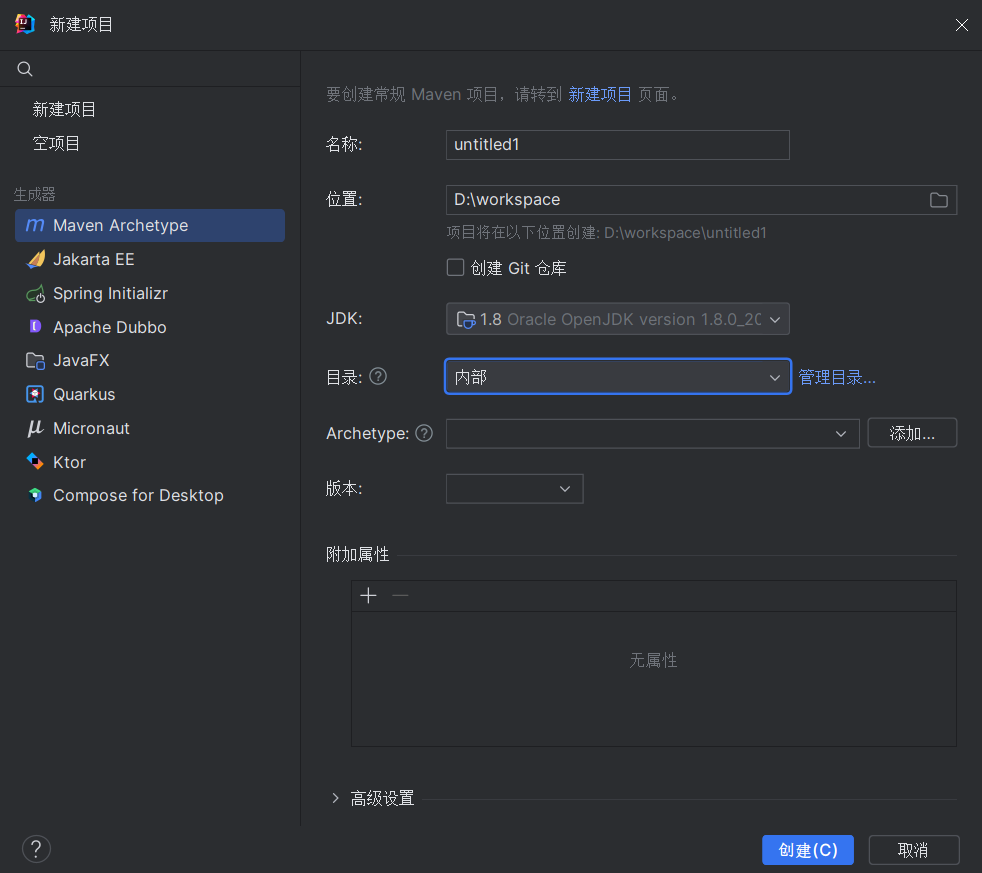 新建项目
新建项目
空项目
生成器
Maven Archetype
Jakarta EE
Spring Initializr
Apache Dubbo
JavaFX
Quarkus
Micronaut
Ktor
Compose for Desktop
要创建常规 Maven 项目，请转到 新建项目 页面。
名称: untitled1
位置: D:\workspace
项目将在以下位置创建: D:\workspace\untitled1
创建 Git 仓库
JDK: 1.8 Oracle OpenJDK version 1.8.0_20
目录: ? 内部 管理目录...
Archetype: ? 添加...
版本:
附加属性
无属性
高级设置
? 创建(C) 取消